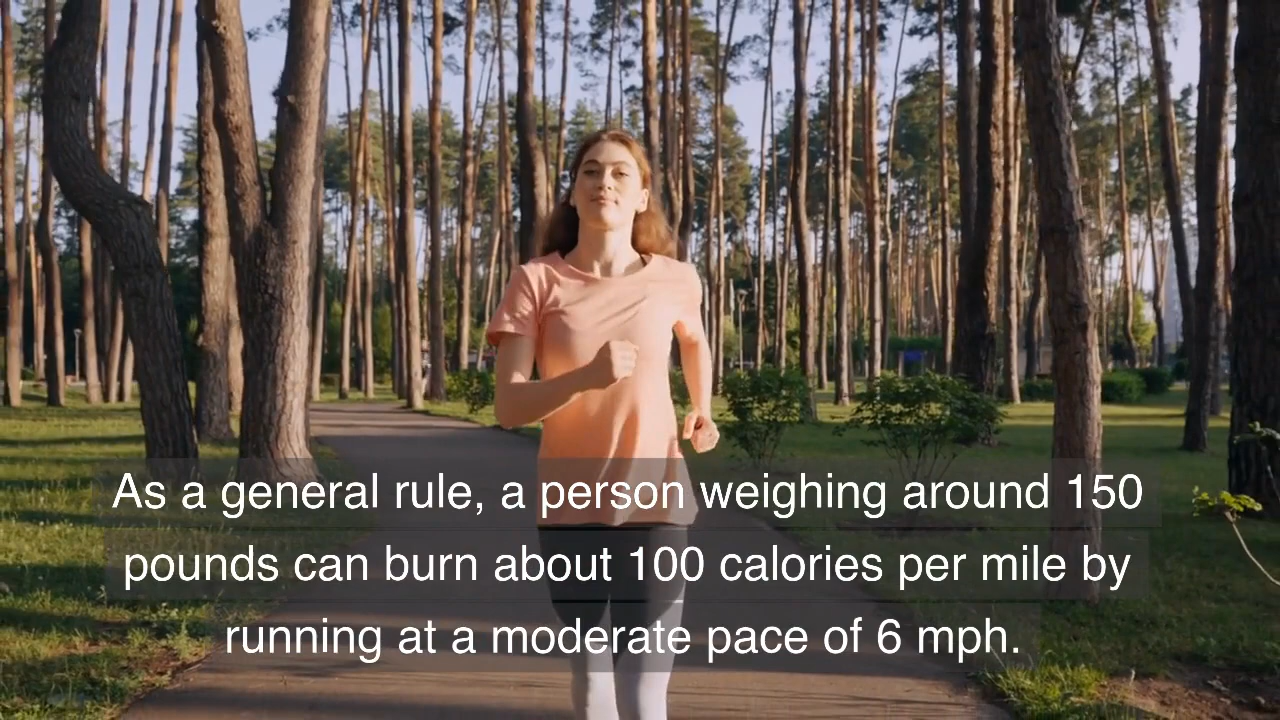 As a general rule, a person weighing around 150
pounds can burn about 100 calories per mile by
running at a moderate pace of 6 mph.